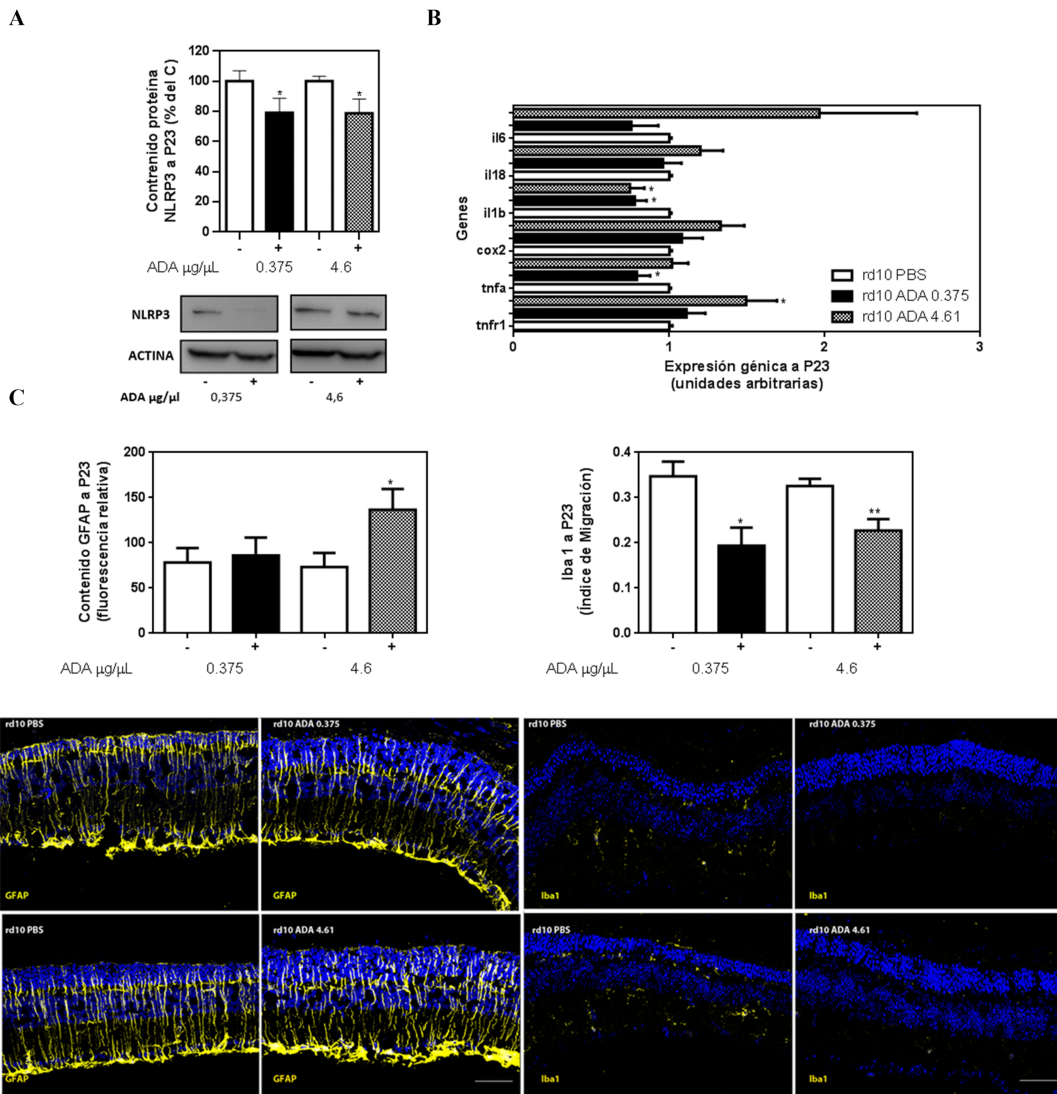 A
Contrenido proteína
NLRP3 a P23 (% del C)
120
100
80
60
40
20
0
*
*
- + - +
ADA µg/µL 0.375 4.6
NLRP3
ACTINA
- + - +
ADA µg/µl 0,375 4,6
B
Genes
il6
il18
il1b
cox2
tnfa
tnfr1
*
*
*
*
rd10 PBS
rd10 ADA 0.375
rd10 ADA 4.61
0 1 2 3
Expresión génica a P23
(unidades arbitrarias)
C
Contenido GFAP a P23
(fluorescencia relativa)
200
150
100
50
0
*
- + - +
ADA µg/µL 0.375 4.6
Iba 1 a P23
(Índice de Migración)
0.4
0.3
0.2
0.1
0.0
*
**
- + - +
ADA µg/µL 0.375 4.6
rd10 PBS
GFAP
rd10 ADA 0.375
GFAP
rd10 PBS
Iba1
rd10 ADA 0.375
Iba1
rd10 PBS
GFAP
rd10 ADA 4.61
GFAP
rd10 PBS
Iba1
rd10 ADA 4.61
Iba1